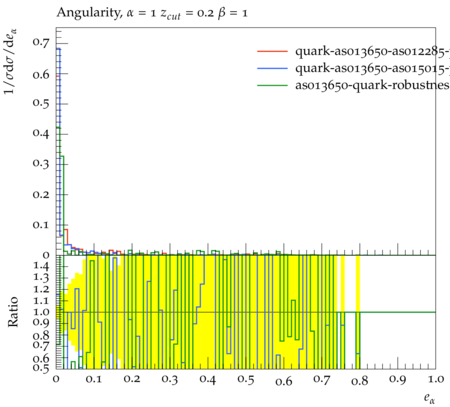 Angularity, α = 1 z_cut = 0.2 β = 1
1/σdσ/de_α
0.7
0.6
0.5
0.4
0.3
0.2
0.1
0
quark-as013650-as012285-
quark-as013650-as015015-
as013650-quark-robustnes
Ratio
1.4
1.3
1.2
1.1
1.0
0.9
0.8
0.7
0.6
0.5
0 0.1 0.2 0.3 0.4 0.5 0.6 0.7 0.8 0.9 1.0
e_α